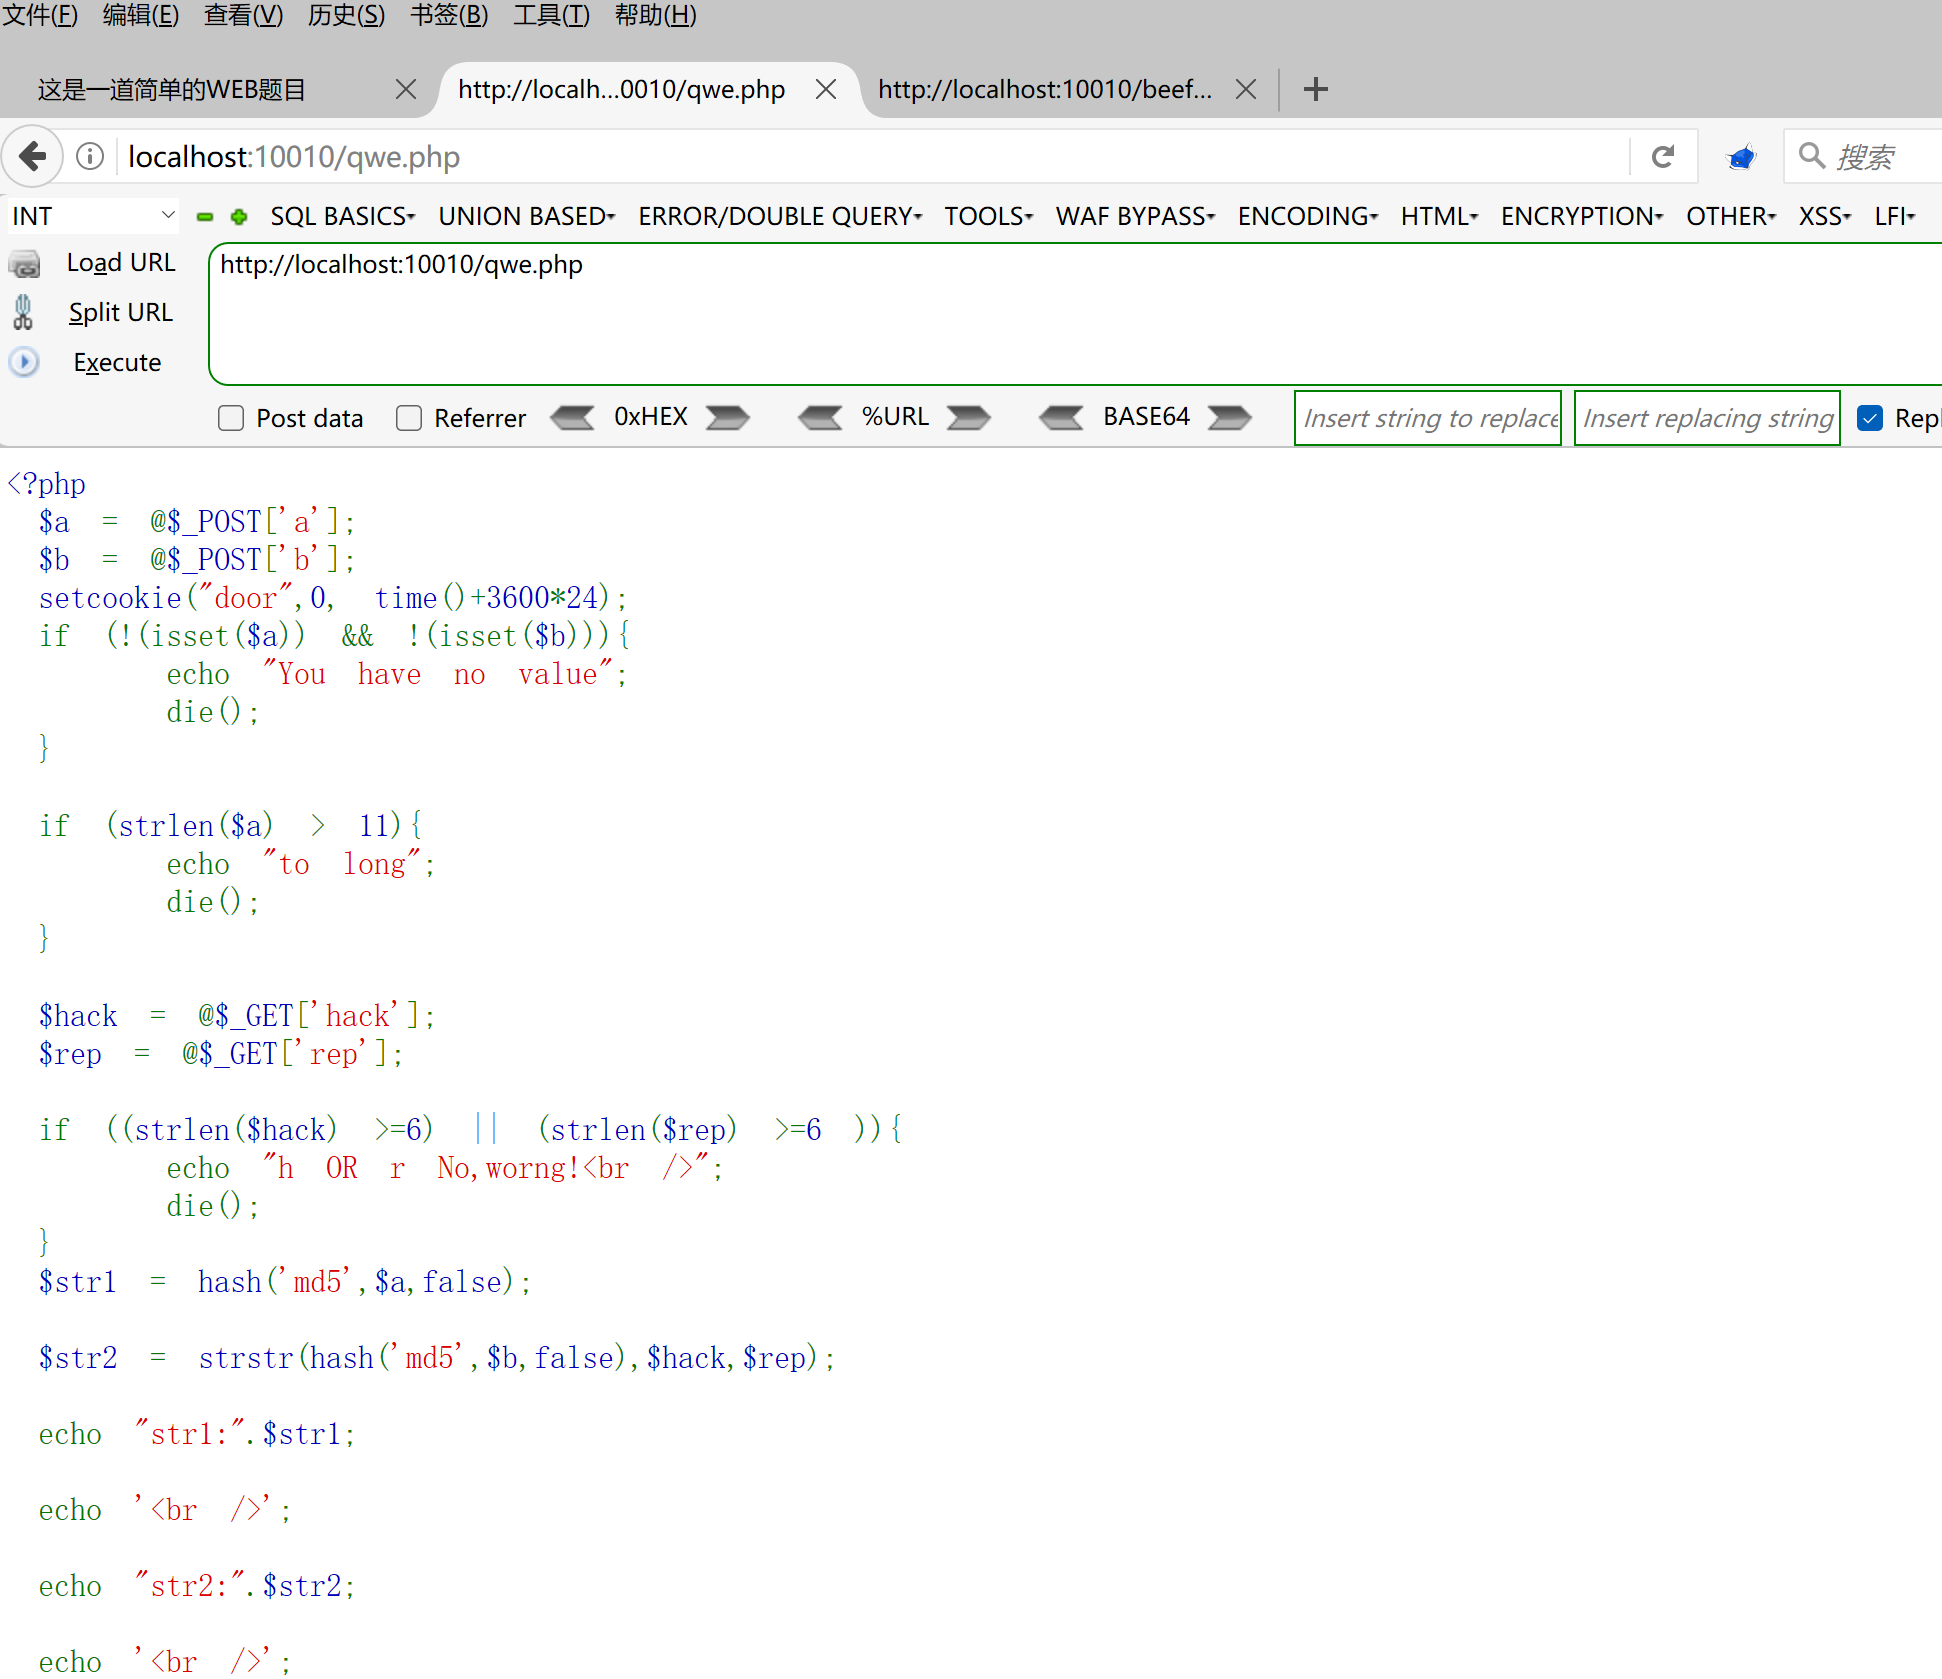 文件(F) 编辑(E) 查看(V) 历史(S) 书签(B) 工具(T) 帮助(H)
这是一道简单的WEB题目 http://localh...0010/qwe.php http://localhost:10010/beef...
localhost:10010/qwe.php 搜索
INT SQL BASICS UNION BASED ERROR/DOUBLE QUERY TOOLS WAF BYPASS ENCODING HTML ENCRYPTION OTHER XSS LFI
Load URL http://localhost:10010/qwe.php
Split URL
Execute
Post data Referrer 0xHEX %URL BASE64 Insert string to replace Insert replacing string Repl
<?php
$a = @$_POST['a'];
$b = @$_POST['b'];
setcookie("door",0, time()+3600*24);
if (!(isset($a)) && !(isset($b))){
echo "You have no value";
die();
}
if (strlen($a) > 11){
echo "to long";
die();
}
$hack = @$_GET['hack'];
$rep = @$_GET['rep'];
if ((strlen($hack) >=6) || (strlen($rep) >=6 )){
echo "h OR r No,worng!<br />";
die();
}
$str1 = hash('md5',$a,false);
$str2 = strstr(hash('md5',$b,false),$hack,$rep);
echo "str1:".$str1;
echo '<br />';
echo "str2:".$str2;
echo '<br />';